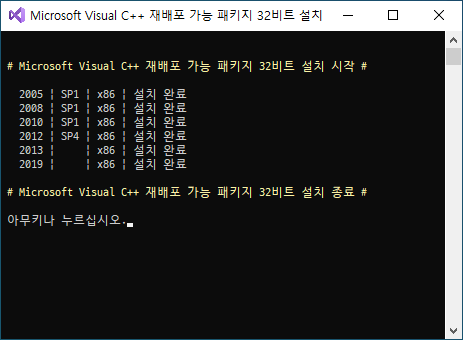 Microsoft Visual C++ 재배포 가능 패키지 32비트 설치
# Microsoft Visual C++ 재배포 가능 패키지 32비트 설치 시작 #
2005 ¦ SP1 ¦ x86 ¦ 설치 완료
2008 ¦ SP1 ¦ x86 ¦ 설치 완료
2010 ¦ SP1 ¦ x86 ¦ 설치 완료
2012 ¦ SP4 ¦ x86 ¦ 설치 완료
2013 ¦ ¦ x86 ¦ 설치 완료
2019 ¦ ¦ x86 ¦ 설치 완료
# Microsoft Visual C++ 재배포 가능 패키지 32비트 설치 종료 #
아무키나 누르십시오.